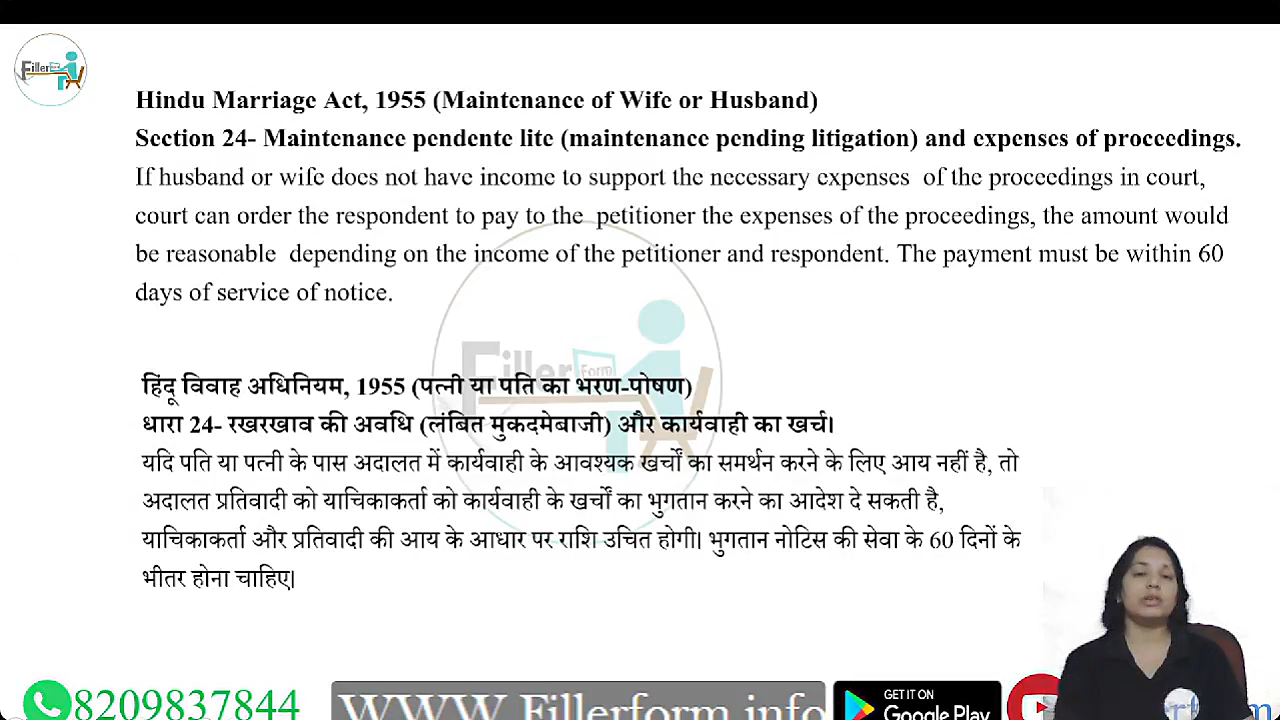 Filler
Hindu Marriage Act, 1955 (Maintenance of Wife or Husband)
Section 24- Maintenance pendente lite (maintenance pending litigation) and expenses of proceedings.
If husband or wife does not have income to support the necessary expenses of the proceedings in court,
court can order the respondent to pay to the petitioner the expenses of the proceedings, the amount would
be reasonable depending on the income of the petitioner and respondent. The payment must be within 60
days of service of notice.
Filler Form
हिंदू विवाह अधिनियम, 1955 (पत्नी या पति का भरण-पोषण)
धारा 24- रखरखाव की अवधि (लंबित मुकदमेबाजी) और कार्यवाही का खर्च।
यदि पति या पत्नी के पास अदालत में कार्यवाही के आवश्यक खर्चों का समर्थन करने के लिए आय नहीं है, तो
अदालत प्रतिवादी को याचिकाकर्ता को कार्यवाही के खर्चों का भुगतान करने का आदेश दे सकती है,
याचिकाकर्ता और प्रतिवादी की आय के आधार पर राशि उचित होगी। भुगतान नोटिस की सेवा के 60 दिनों के
भीतर होना चाहिए।
8209837844
WWW.Fillerform.info
GET IT ON
Google Play